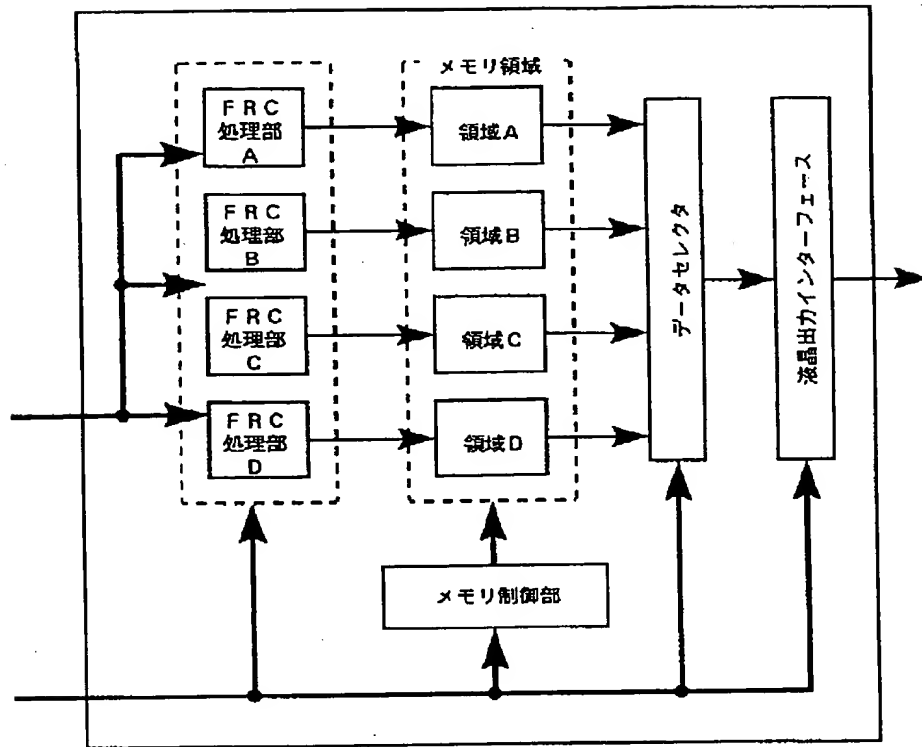 メモリ領域
FRC
処理部
A
領域A
FRC
処理部
B
領域B
FRC
処理部
C
領域C
FRC
処理部
D
領域D
データセレクタ
液晶出力インターフェース
メモリ制御部